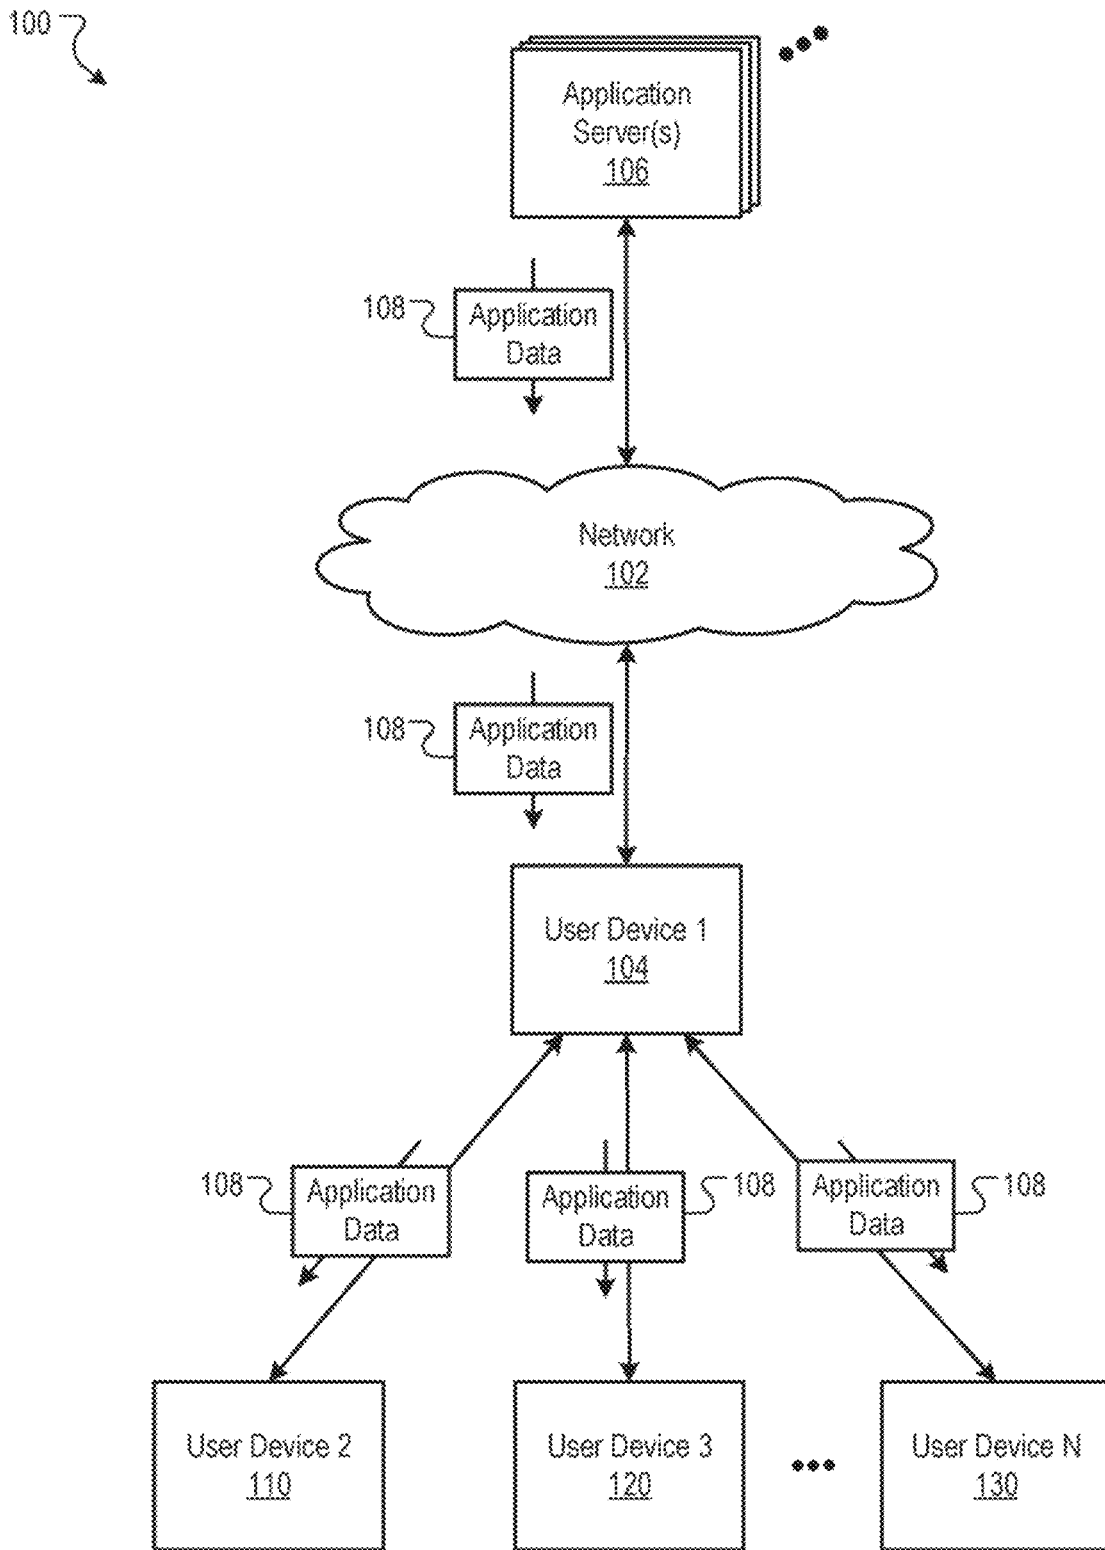 100
Application
Server(s)
106
108
Application
Data
Network
102
108
Application
Data
User Device 1
104
108
Application
Data
Application
Data
108
Application
Data
108
User Device 2
110
User Device 3
120
User Device N
130